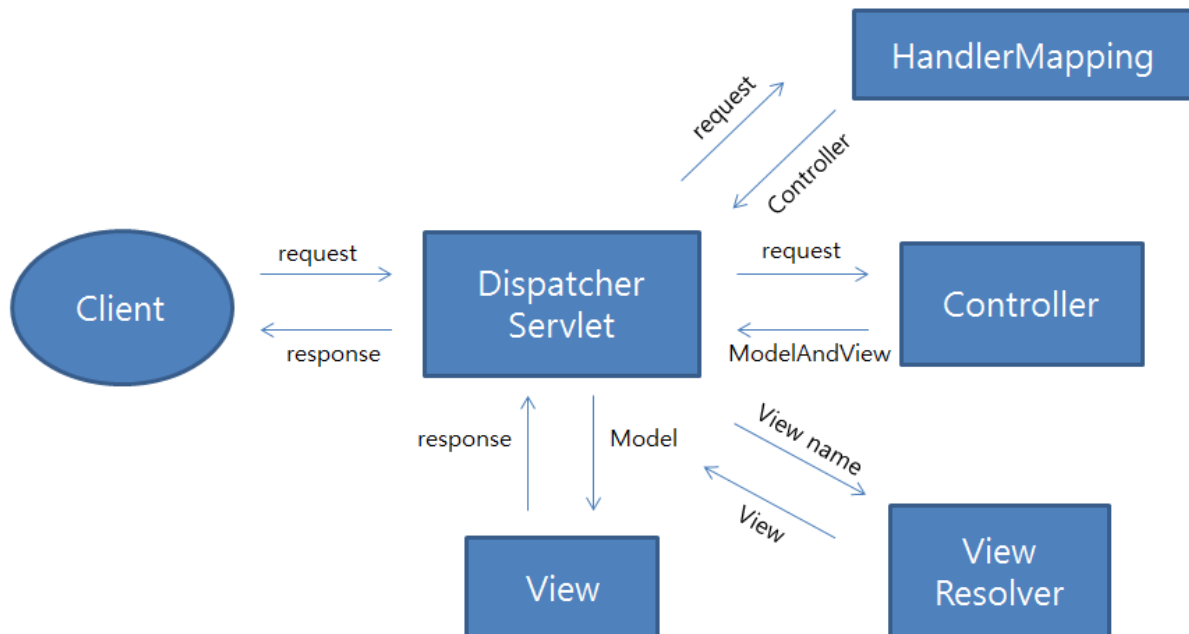 HandlerMapping
request
Controller
request
Client
response
Dispatcher
Servlet
request
ModelAndView
Controller
response
Model
View name
View
View
View
Resolver